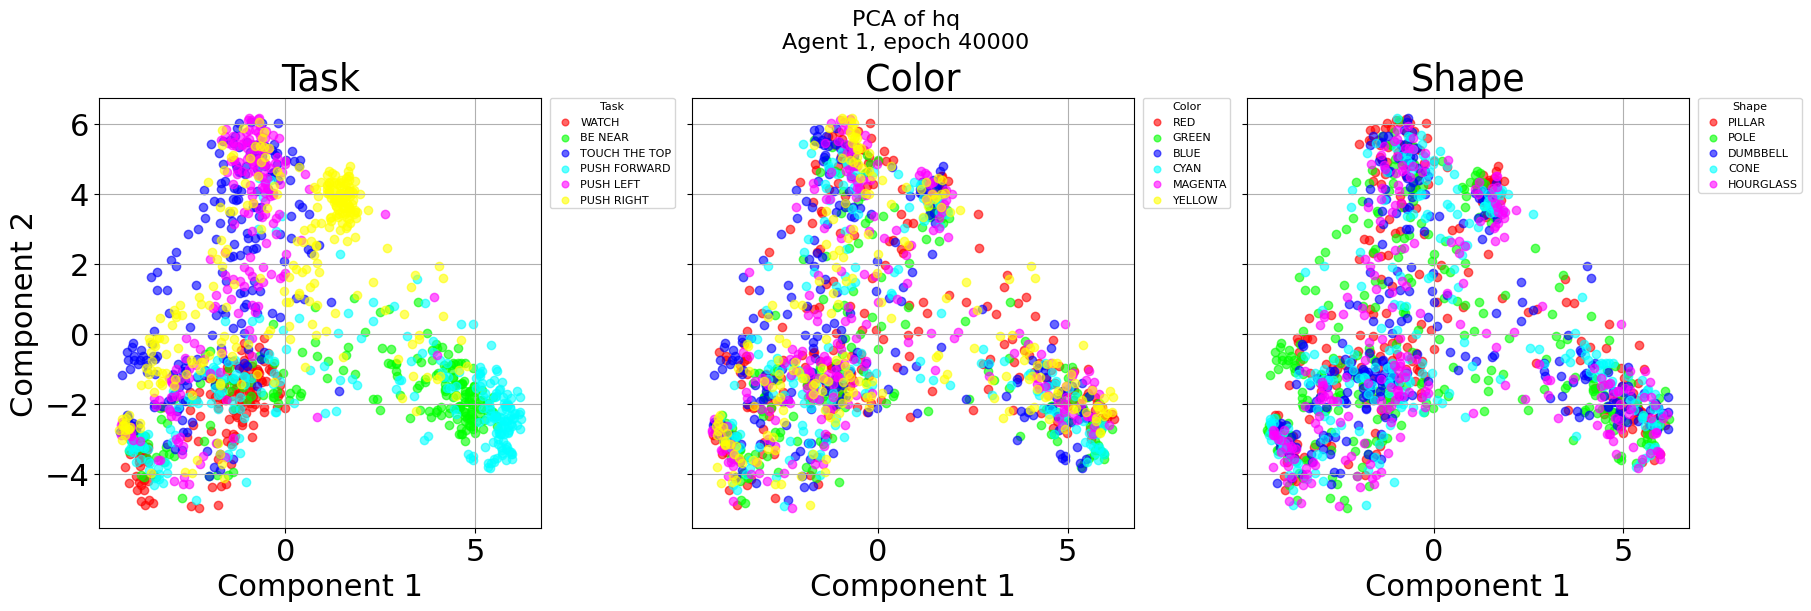 PCA of hq
Agent 1, epoch 40000
Task
Color
Shape
Task
WATCH
BE NEAR
TOUCH THE TOP
PUSH FORWARD
PUSH LEFT
PUSH RIGHT
Color
RED
GREEN
BLUE
CYAN
MAGENTA
YELLOW
Shape
PILLAR
POLE
DUMBBELL
CONE
HOURGLASS
Component 2
6
4
2
0
−2
−4
0 5
0 5
0 5
Component 1
Component 1
Component 1